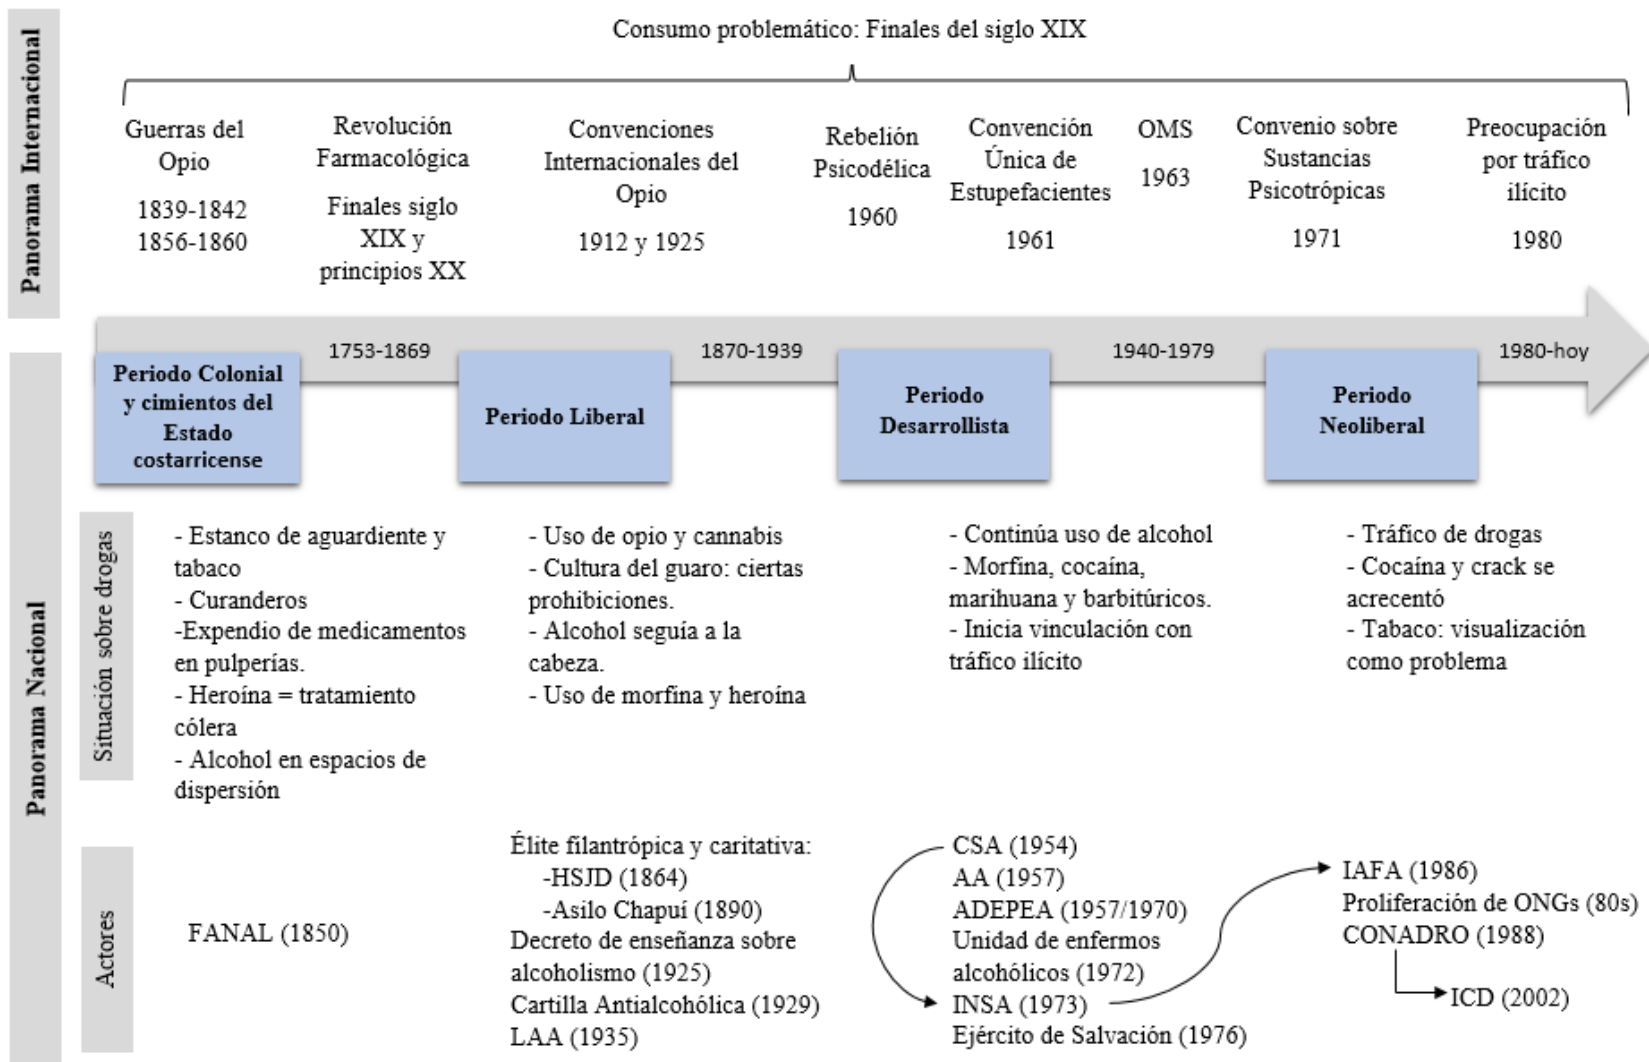 Panorama Internacional
Consumo problemático: Finales del siglo XIX
Guerras del
Opio
1839-1842
1856-1860
Revolución
Farmacológica
Finales siglo
XIX y
principios XX
Convenciones
Internacionales del
Opio
1912 y 1925
Rebelión
Psicodélica
1960
Convención
Única de
Estupefacientes
1961
OMS
1963
Convenio sobre
Sustancias
Psicotrópicas
1971
Preocupación
por tráfico
ilícito
1980
1753-1869
1870-1939
1940-1979
1980-hoy
Periodo Colonial
y cimientos del
Estado
costarricense
Periodo Liberal
Periodo
Desarrollista
Periodo
Neoliberal
Panorama Nacional
Situación sobre drogas
- Estanco de aguardiente y
tabaco
- Curanderos
-Expendio de medicamentos
en pulperías.
- Heroína = tratamiento
cólera
- Alcohol en espacios de
dispersión
- Uso de opio y cannabis
- Cultura del guaro: ciertas
prohibiciones.
- Alcohol seguía a la
cabeza.
- Uso de morfina y heroína
- Continúa uso de alcohol
- Morfina, cocaína,
marihuana y barbitúricos.
- Inicia vinculación con
tráfico ilícito
- Tráfico de drogas
- Cocaína y crack se
acrecentó
- Tabaco: visualización
como problema
Actores
FANAL (1850)
Élite filantrópica y caritativa:
-HSJD (1864)
-Asilo Chapuí (1890)
Decreto de enseñanza sobre
alcoholismo (1925)
Cartilla Antialcohólica (1929)
LAA (1935)
CSA (1954)
AA (1957)
ADEPEA (1957/1970)
Unidad de enfermos
alcohólicos (1972)
INSA (1973)
Ejército de Salvación (1976)
IAFA (1986)
Proliferación de ONGs (80s)
CONADRO (1988)
ICD (2002)